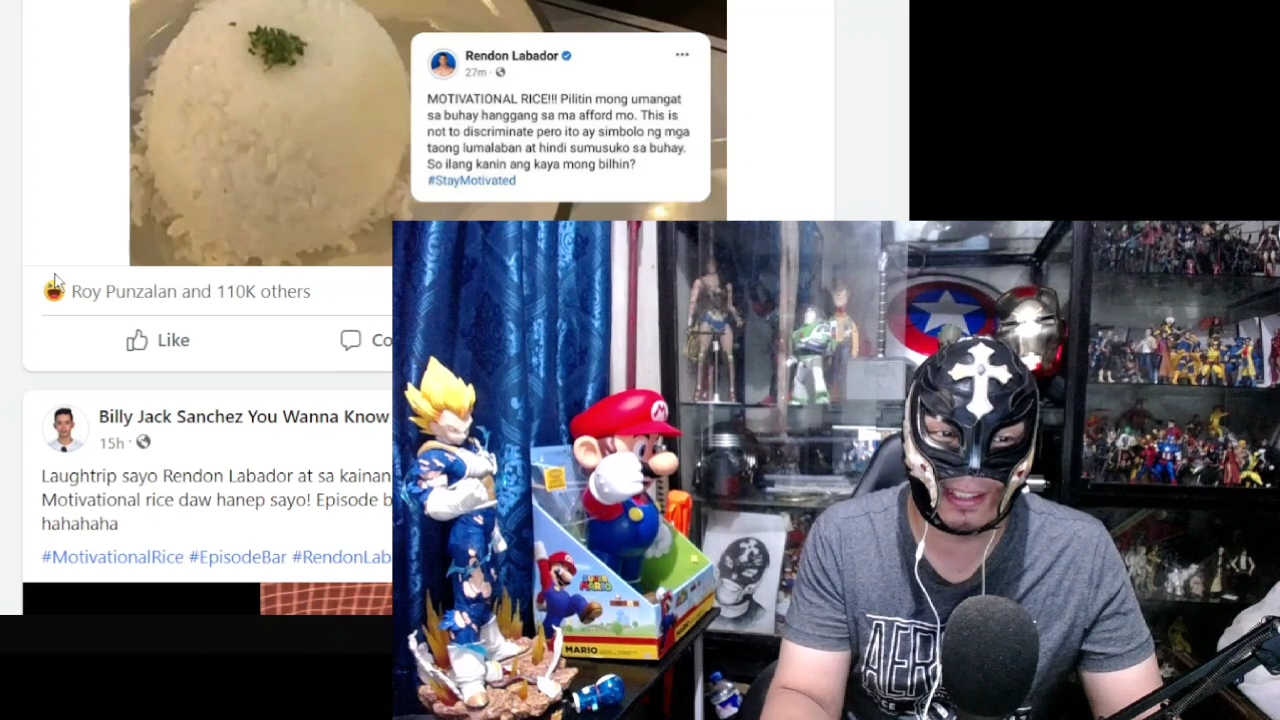 Rendon Labador
27m
MOTIVATIONAL RICE!!! Pilitin mong umangat
sa buhay hanggang sa ma afford mo. This is
not to discriminate pero ito ay simbolo ng mga
taong lumalaban at hindi sumusuko sa buhay.
So ilang kanin ang kaya mong bilhin?
#StayMotivated
Roy Punzalan and 110K others
Like
Co
Billy Jack Sanchez You Wanna Know
15h
Laughtrip sayo Rendon Labador at sa kainan
Motivational rice daw hanep sayo! Episode b
hahahaha
#MotivationalRice #EpisodeBar #RendonLab
M
SUPER
MARIO
MARIO
AER